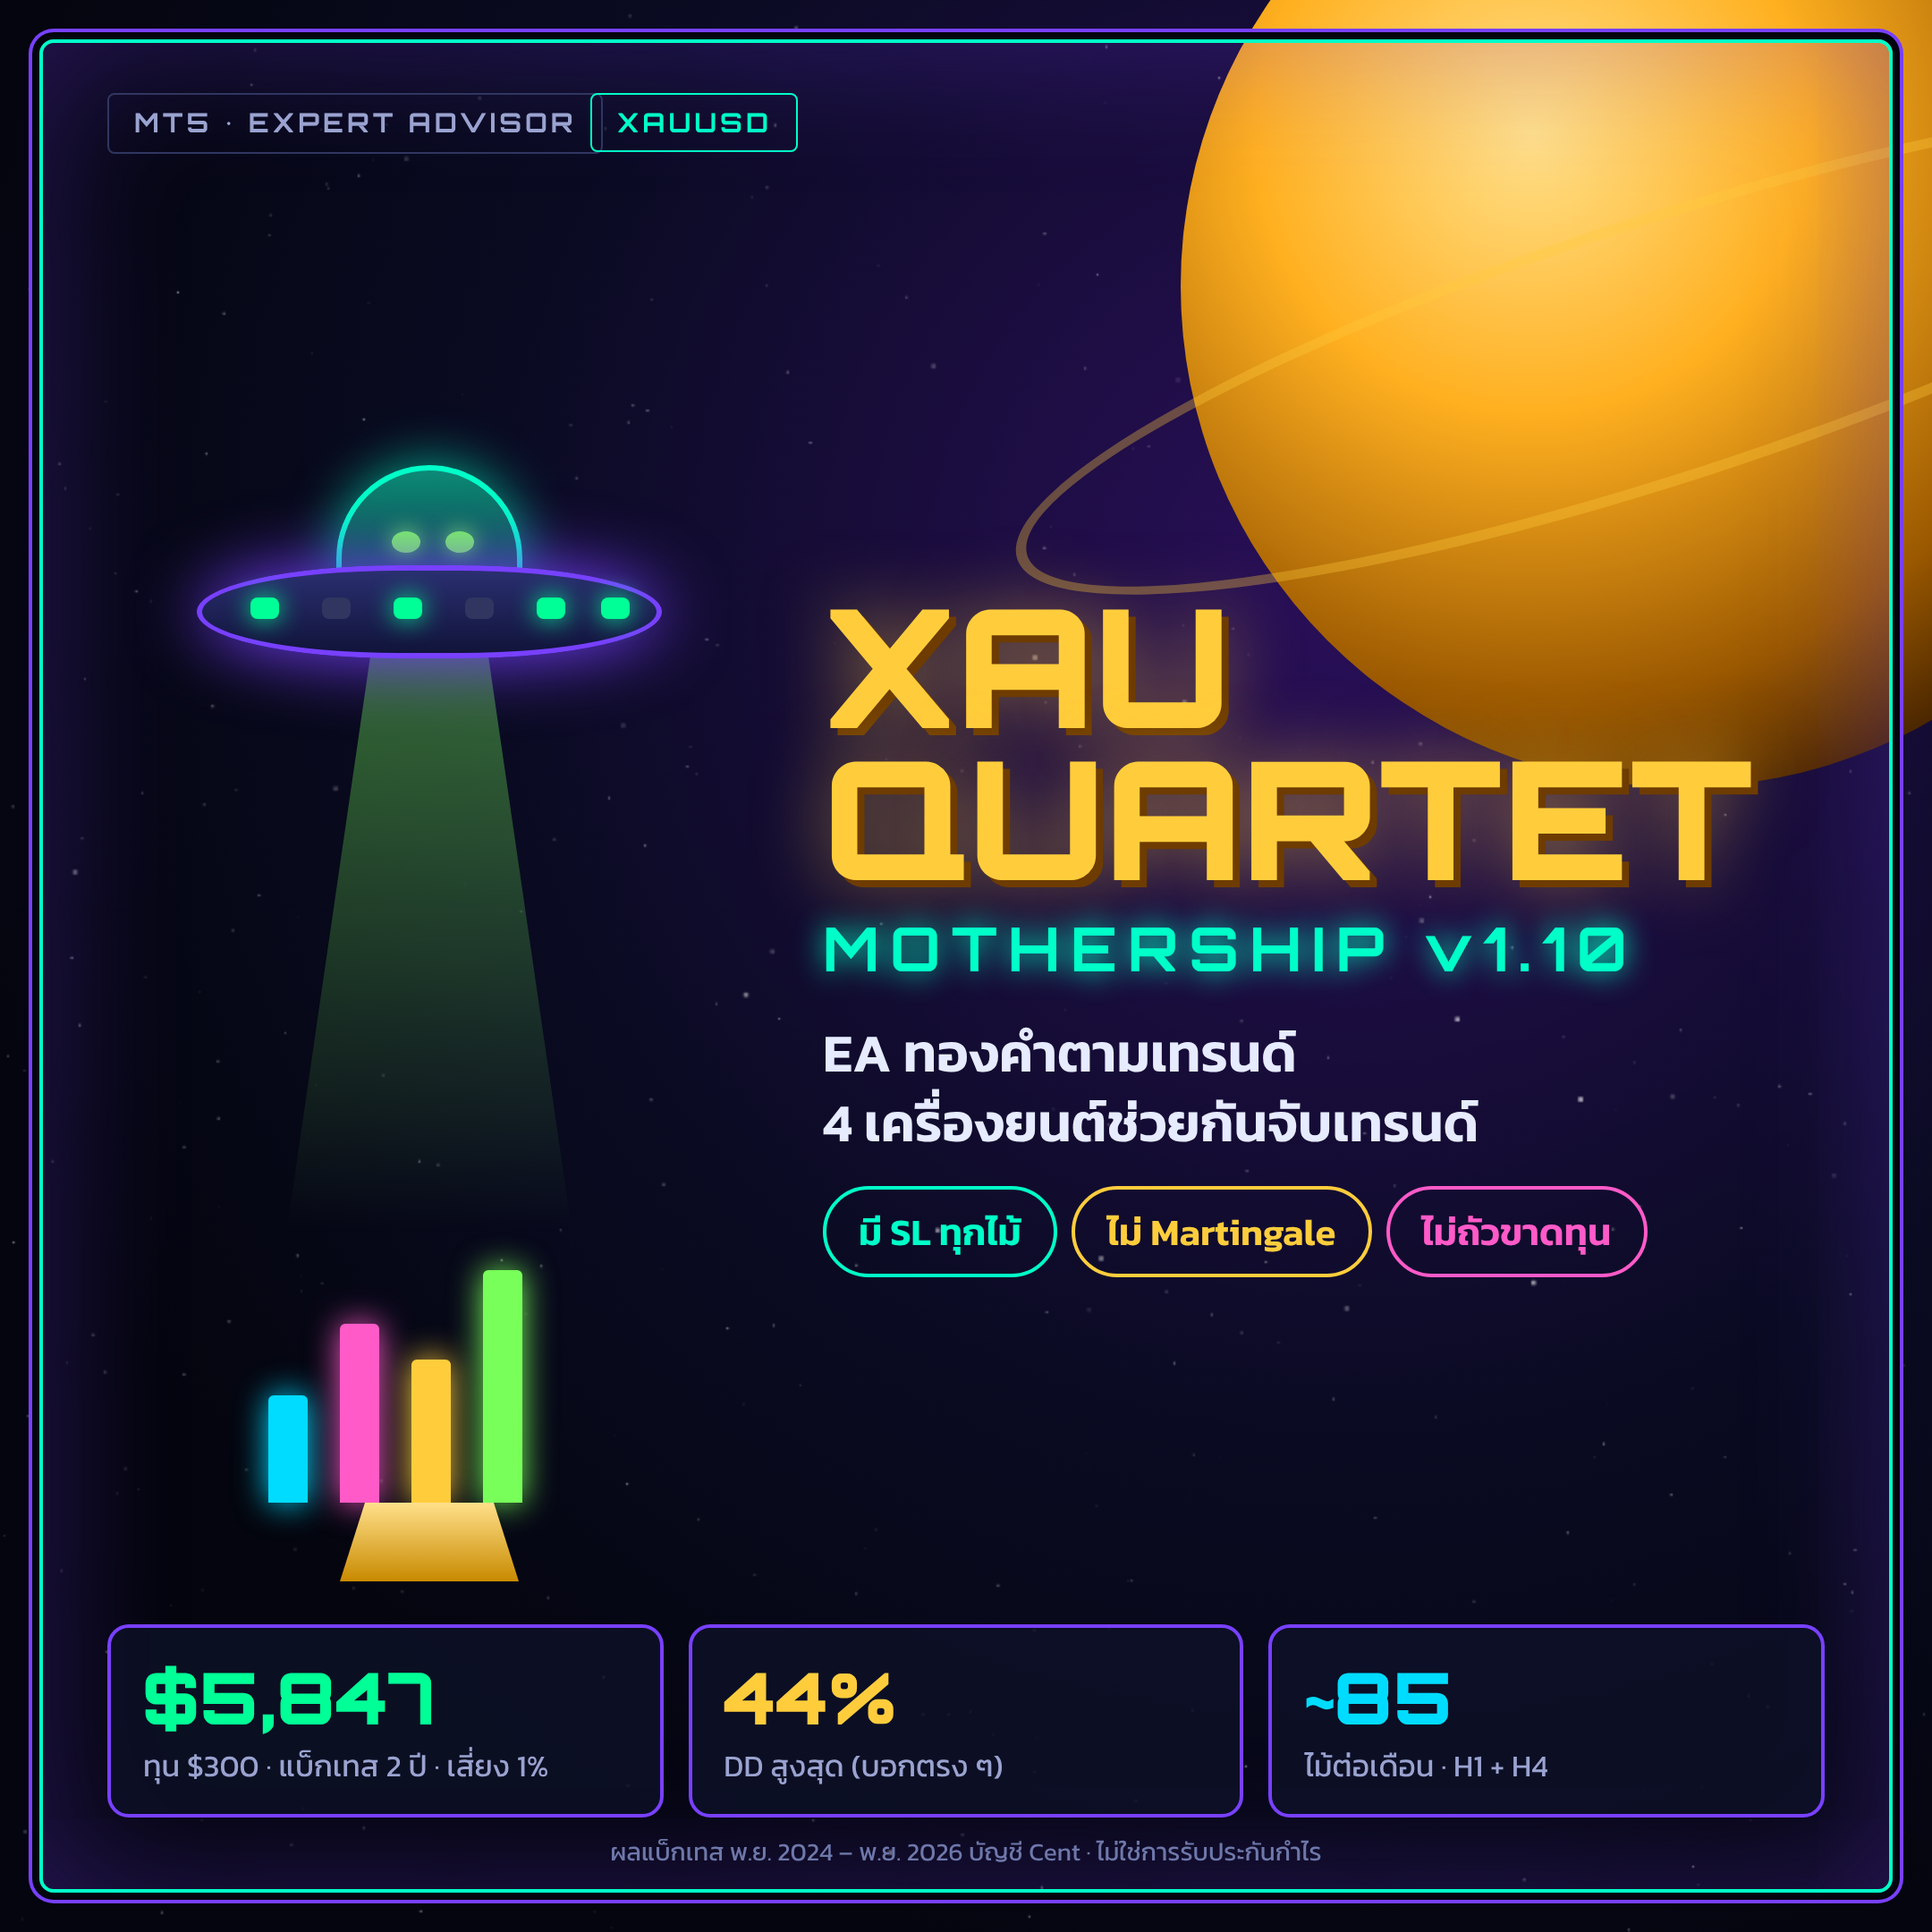 MT5 · EXPERT ADVISOR
XAUUSD
XAU
QUARTET
MOTHERSHIP v1.10
EA ทองคำตามเทรนด์
4 เครื่องยนต์ช่วยกันจับเทรนด์
มี SL ทุกไม้
ไม่ Martingale
ไม่ถัวขาดทุน
$5,847
ทุน $300 · แบ็กเทส 2 ปี · เสี่ยง 1%
44%
DD สูงสุด (บอกตรง ๆ)
~85
ไม้ต่อเดือน · H1 + H4
ผลแบ็กเทส พ.ย. 2024 – พ.ย. 2026 บัญชี Cent · ไม่ใช่การรับประกันกำไร